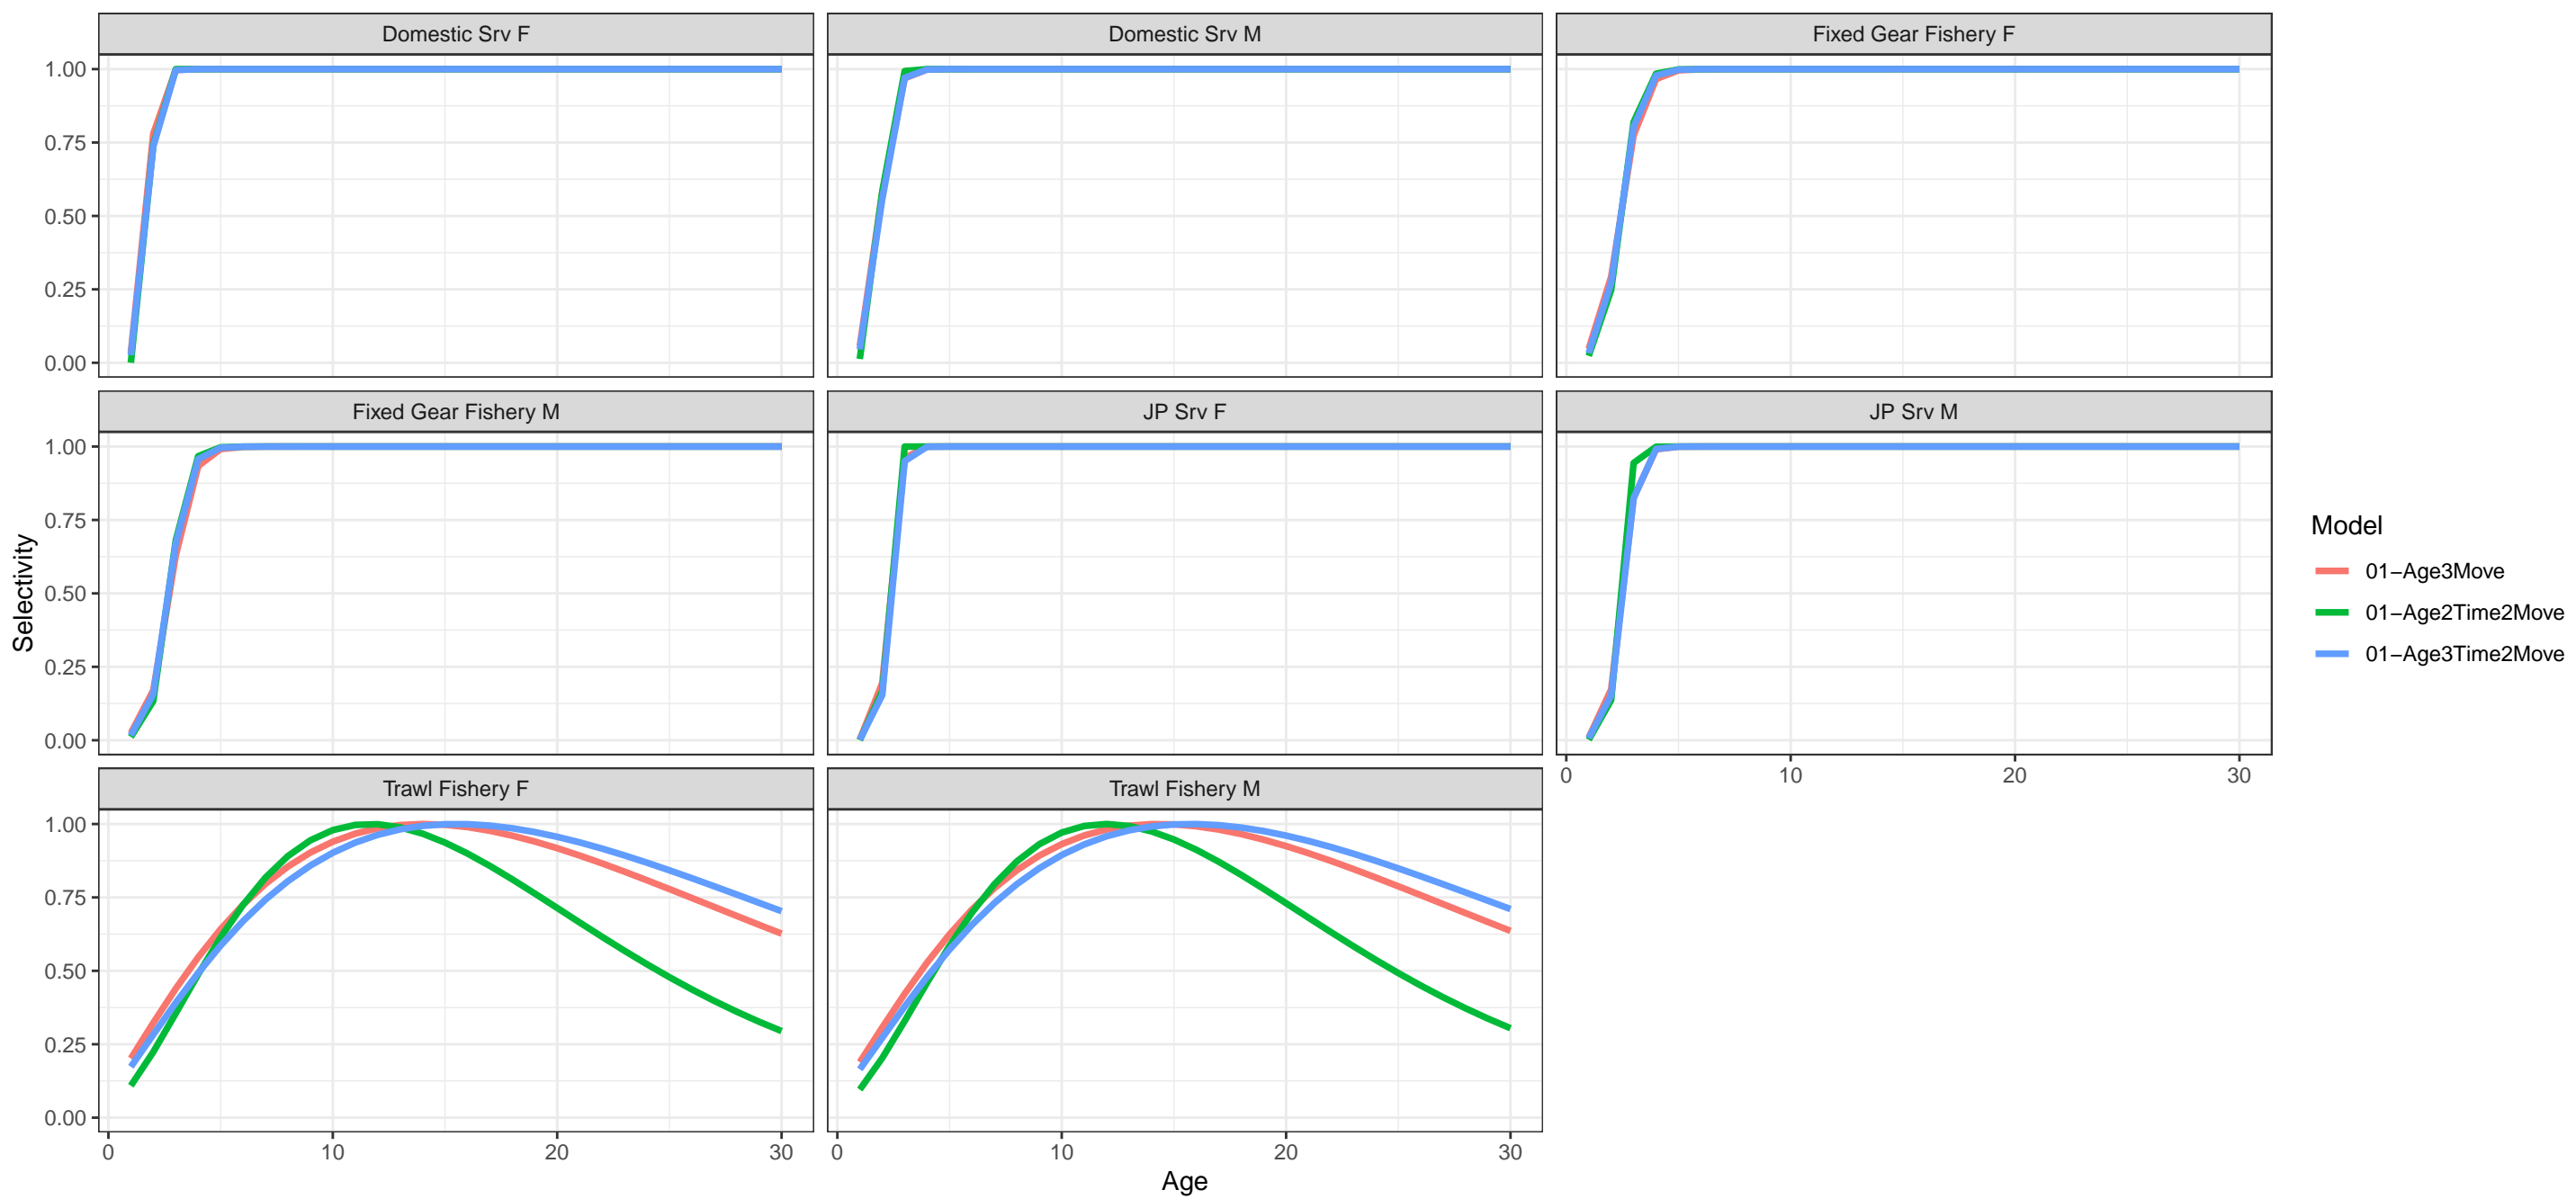 Domestic Srv F
Domestic Srv M
Fixed Gear Fishery F
1.00
0.75
0.50
0.25
0.00
Fixed Gear Fishery M
JP Srv F
JP Srv M
1.00
0.75
0.50
0.25
0.00
0 10 20 30
Trawl Fishery F
Trawl Fishery M
1.00
0.75
0.50
0.25
0.00
0 10 20 30
0 10 20 30
Selectivity
Age
Model
01−Age3Move
01−Age2Time2Move
01−Age3Time2Move